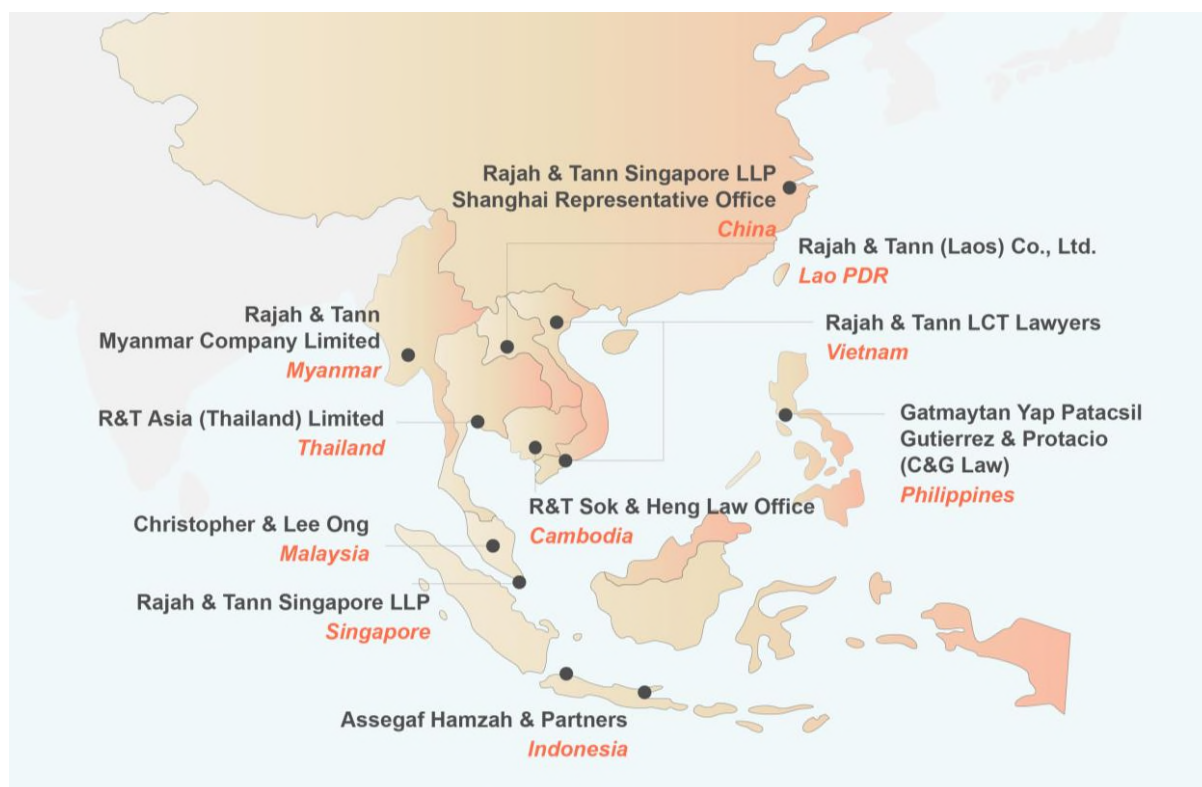 Rajah & Tann Singapore LLP
Shanghai Representative Office
China
Rajah & Tann (Laos) Co., Ltd.
Lao PDR
Rajah & Tann
Myanmar Company Limited
Myanmar
Rajah & Tann LCT Lawyers
Vietnam
R&T Asia (Thailand) Limited
Thailand
Gatmaytan Yap Patacsil
Gutierrez & Protacio
(C&G Law)
Philippines
R&T Sok & Heng Law Office
Cambodia
Christopher & Lee Ong
Malaysia
Rajah & Tann Singapore LLP
Singapore
Assegaf Hamzah & Partners
Indonesia